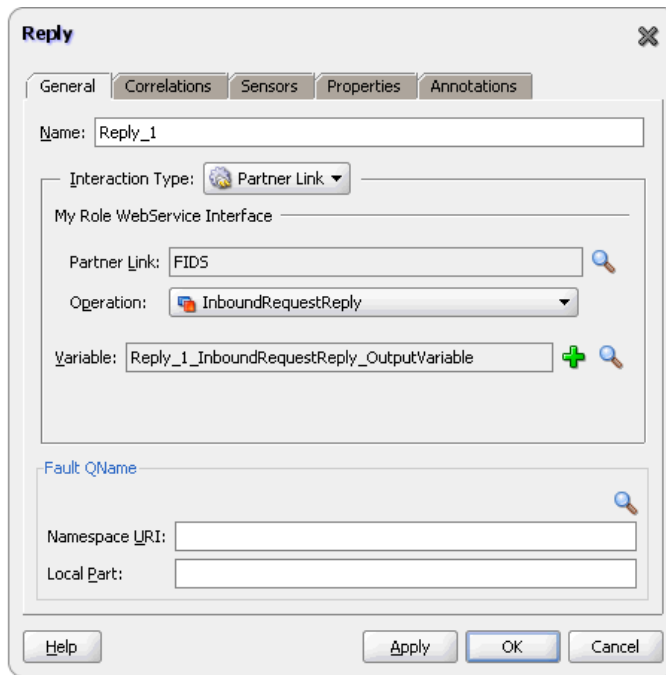 Reply
General Correlations Sensors Properties Annotations
Name: Reply_1
Interaction Type: Partner Link
My Role WebService Interface
Partner Link: FIDS
Operation: InboundRequestReply
Variable: Reply_1_InboundRequestReply_OutputVariable
Fault QName
Namespace URI:
Local Part:
Help Apply OK Cancel